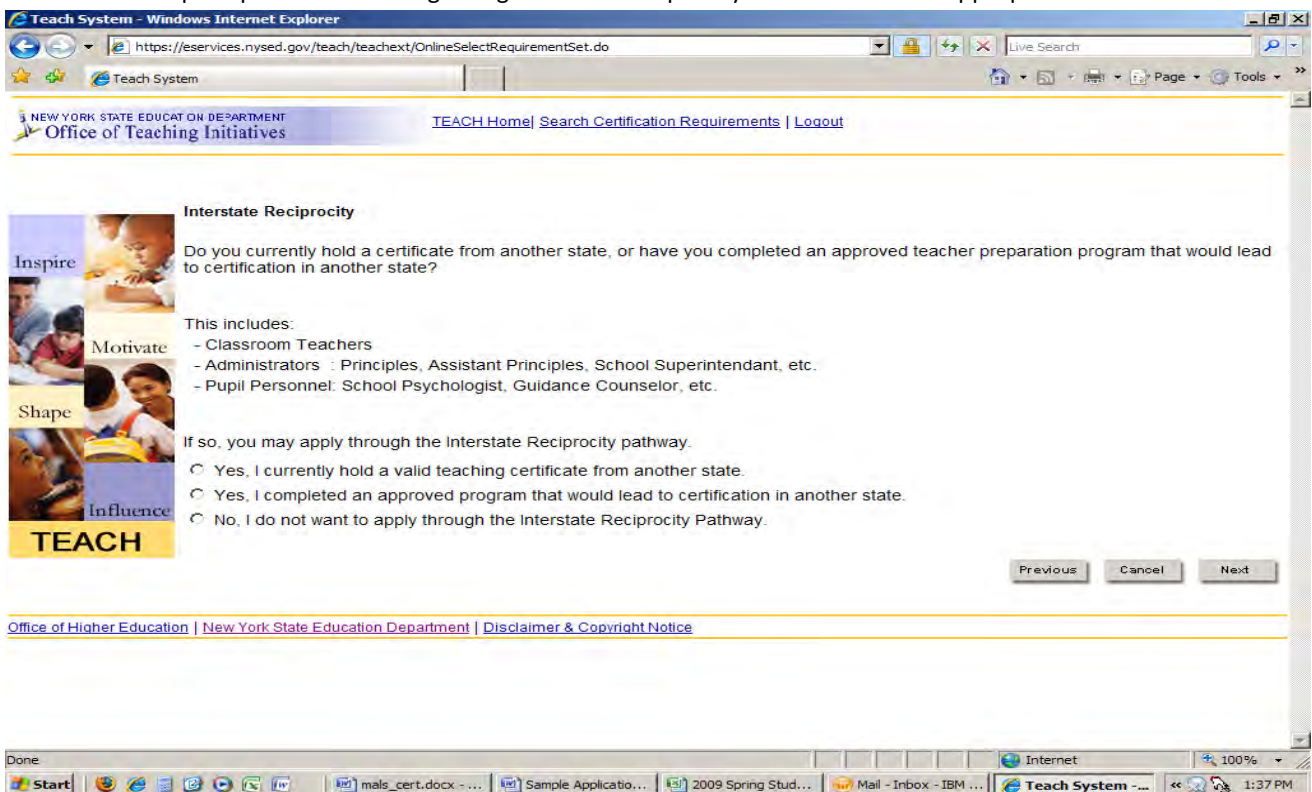 Teach System - Windows Internet Explorer
https://eservices.nysed.gov/teach/teachext/OnlineSelectRequirementSet.do
Live Search
Teach System
Page Tools
NEW YORK STATE EDUCAT ON DEPARTMENT
Office of Teaching Initiatives
TEACH Home| Search Certification Requirements | Logout
Interstate Reciprocity
Do you currently hold a certificate from another state, or have you completed an approved teacher preparation program that would lead
to certification in another state?
This includes:
- Classroom Teachers
- Administrators : Principles, Assistant Principles, School Superintendant, etc.
- Pupil Personnel: School Psychologist, Guidance Counselor, etc.
If so, you may apply through the Interstate Reciprocity pathway.
Yes, I currently hold a valid teaching certificate from another state.
Yes, I completed an approved program that would lead to certification in another state.
No, I do not want to apply through the Interstate Reciprocity Pathway.
Inspire
Motivate
Shape
Influence
TEACH
Previous Cancel Next
Office of Higher Education | New York State Education Department | Disclaimer & Copyright Notice
Done Internet 100%
Start mals_cert.docx - ... Sample Applicatio... 2009 Spring Stud... Mail - Inbox - IBM ... Teach System -... 1:37 PM